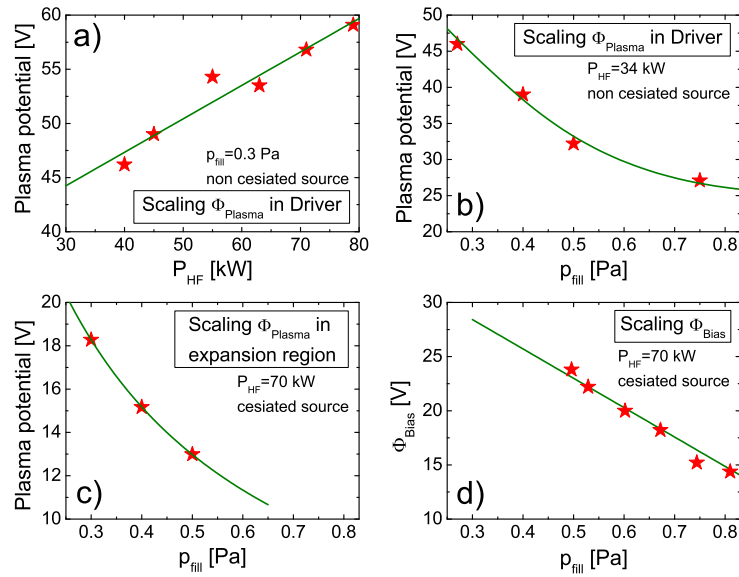 a)
Plasma potential [V]
60
55
50
45
40
p_fill=0.3 Pa
non cesiated source
Scaling Φ_Plasma in Driver
30 40 50 60 70 80
P_HF [kW]
b)
Plasma potential [V]
50
45
40
35
30
25
20
Scaling Φ_Plasma in Driver
P_HF=34 kW
non cesiated source
0.3 0.4 0.5 0.6 0.7 0.8
p_fill [Pa]
c)
Plasma potential [V]
20
18
16
14
12
10
Scaling Φ_Plasma in
expansion region
P_HF=70 kW
cesiated source
0.3 0.4 0.5 0.6 0.7 0.8
p_fill [Pa]
d)
Φ_Bias [V]
30
25
20
15
10
Scaling Φ_Bias
P_HF=70 kW
cesiated source
0.3 0.4 0.5 0.6 0.7 0.8
p_fill [Pa]